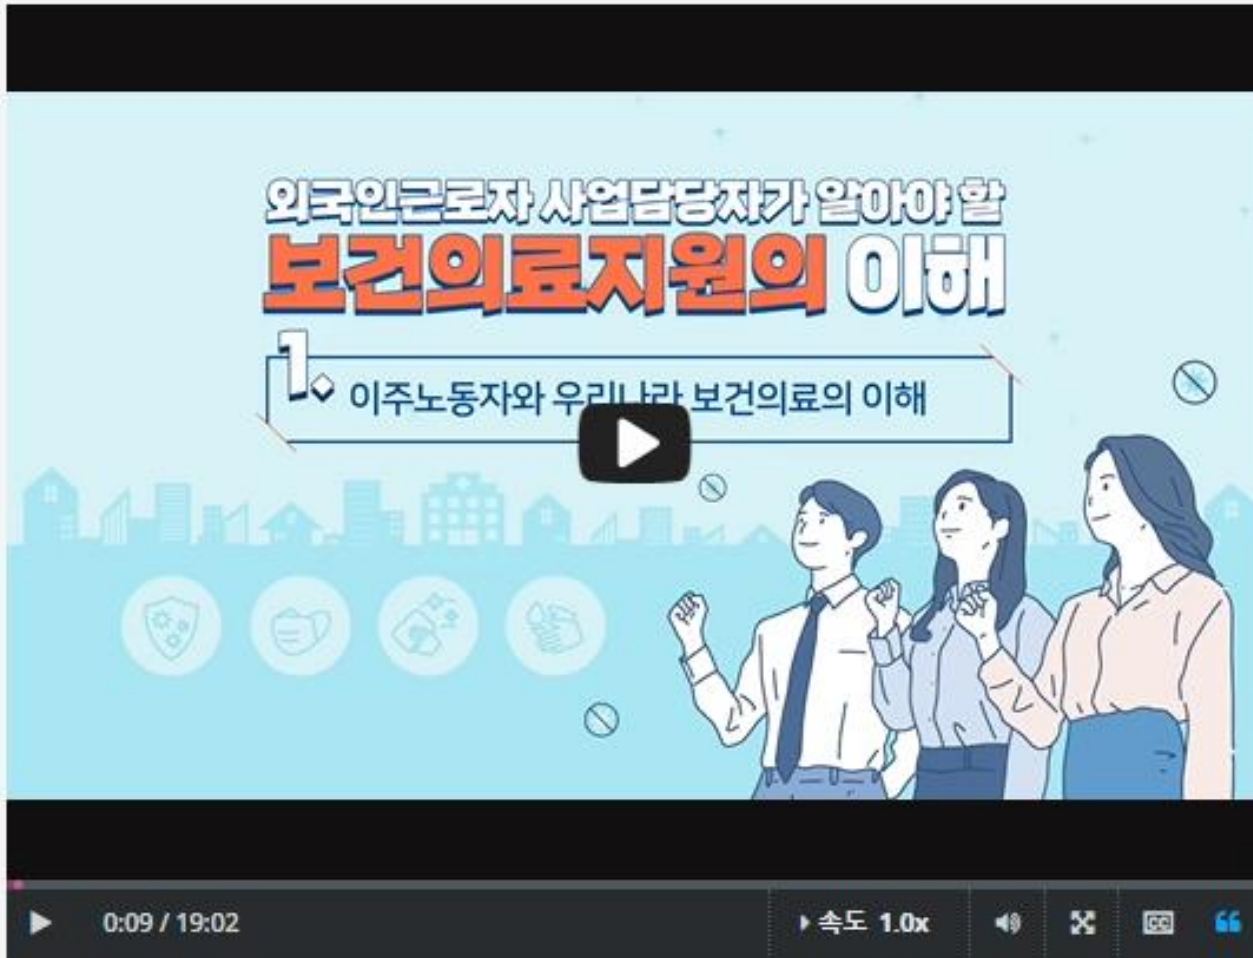 외국인근로자 사업담당자가 알아야 할
보건의료지원의 이해
1. 이주노동자와 우리나라 보건의료의 이해
0:09 / 19:02
속도 1.0x
CC